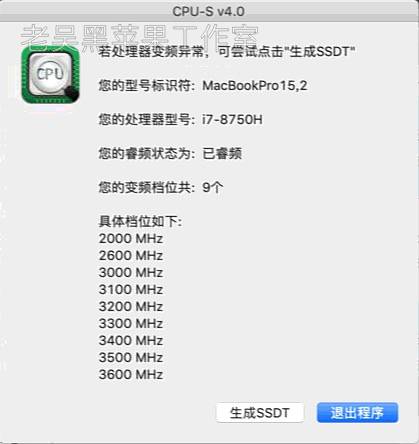 CPU-S v4.0
老吴黑苹果工作室
若处理器变频异常，可尝试点击"生成SSDT"
CPU
您的型号标识符: MacBookPro15,2
您的处理器型号: i7-8750H
您的睿频状态为: 已睿频
您的变频档位共: 9个
具体档位如下:
2000 MHz
2600 MHz
3000 MHz
3100 MHz
3200 MHz
3300 MHz
3400 MHz
3500 MHz
3600 MHz
生成SSDT
退出程序